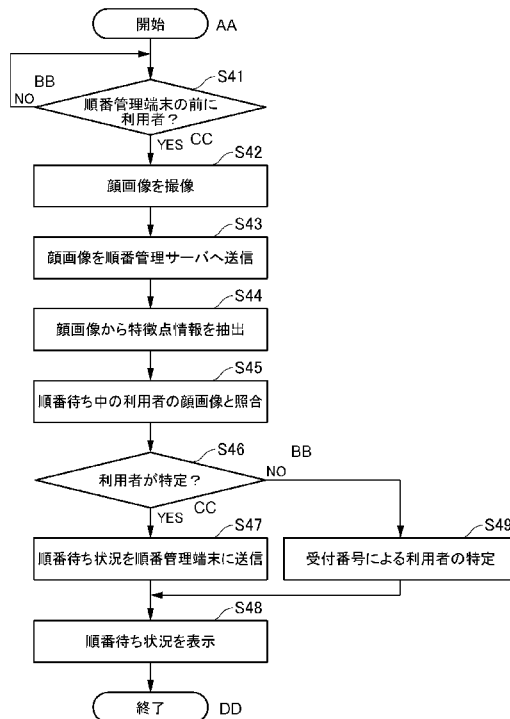 開始 AA
BB
S41
NO
順番管理端末の前に
利用者？
YES CC
S42
顔画像を撮像
S43
顔画像を順番管理サーバへ送信
S44
顔画像から特徴点情報を抽出
S45
順番待ち中の利用者の顔画像と照合
S46
BB
利用者が特定？
NO
YES CC
S47
S49
順番待ち状況を順番管理端末に送信
受付番号による利用者の特定
S48
順番待ち状況を表示
終了 DD